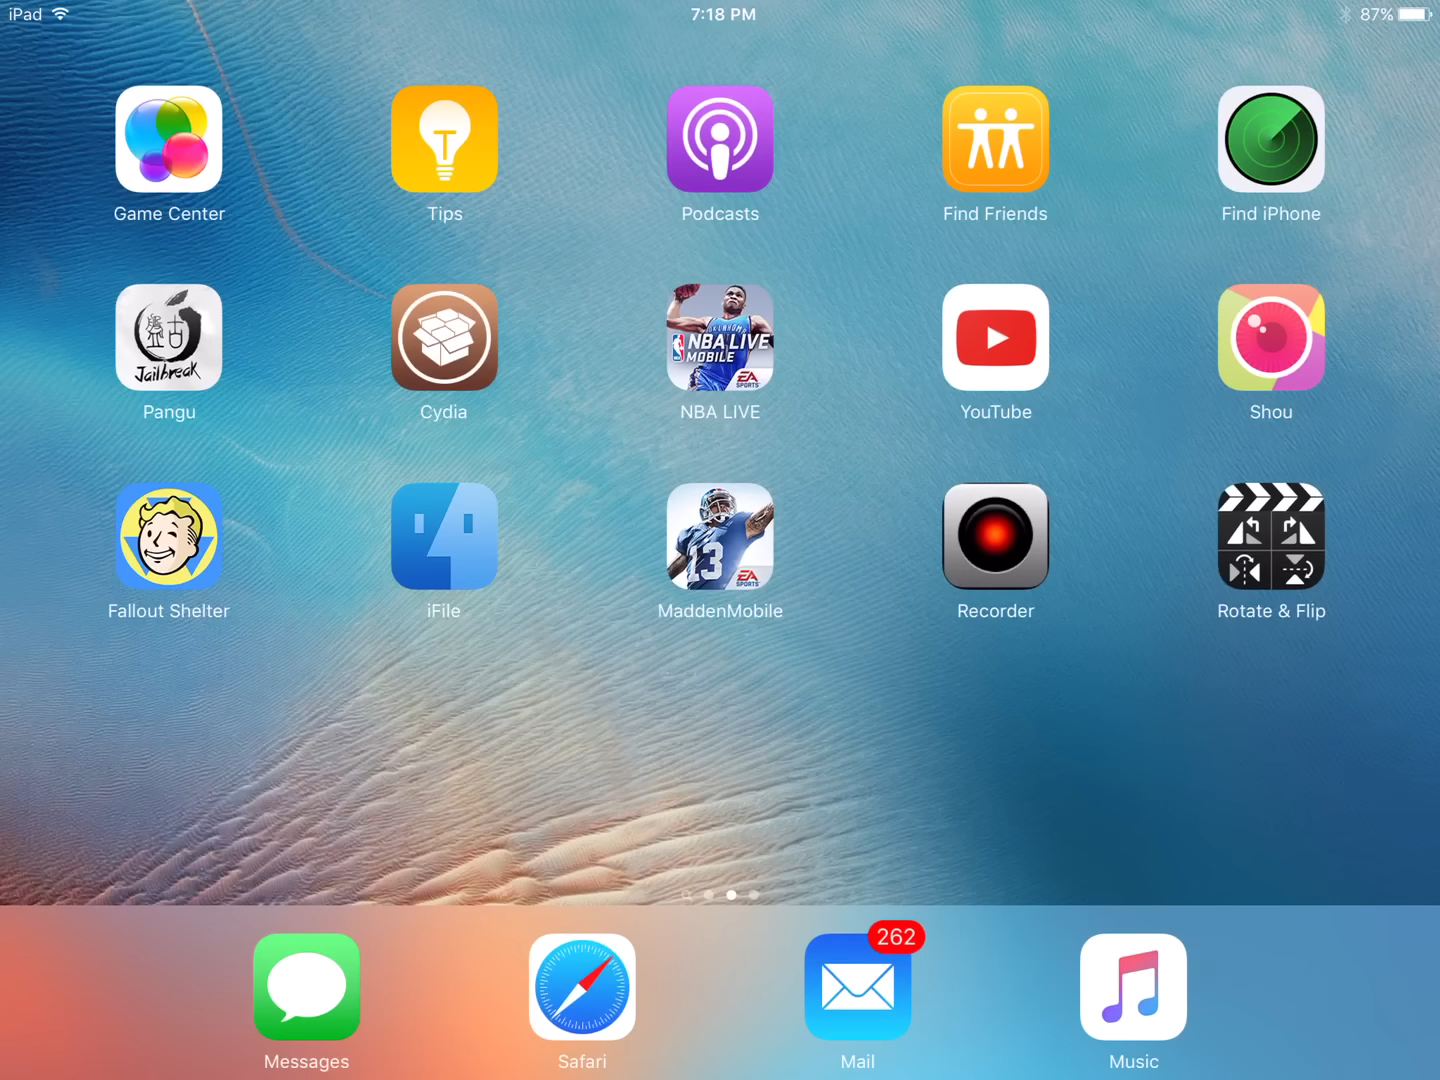 iPad 7:18 PM 87%
Game Center Tips Podcasts Find Friends Find iPhone
Jailbreak
OKLAHOMA
NBA LIVE
MOBILE
EA
SPORTS
Pangu Cydia NBA LIVE YouTube Shou
13
EA
SPORTS
Fallout Shelter iFile MaddenMobile Recorder Rotate & Flip
262
Messages Safari Mail Music